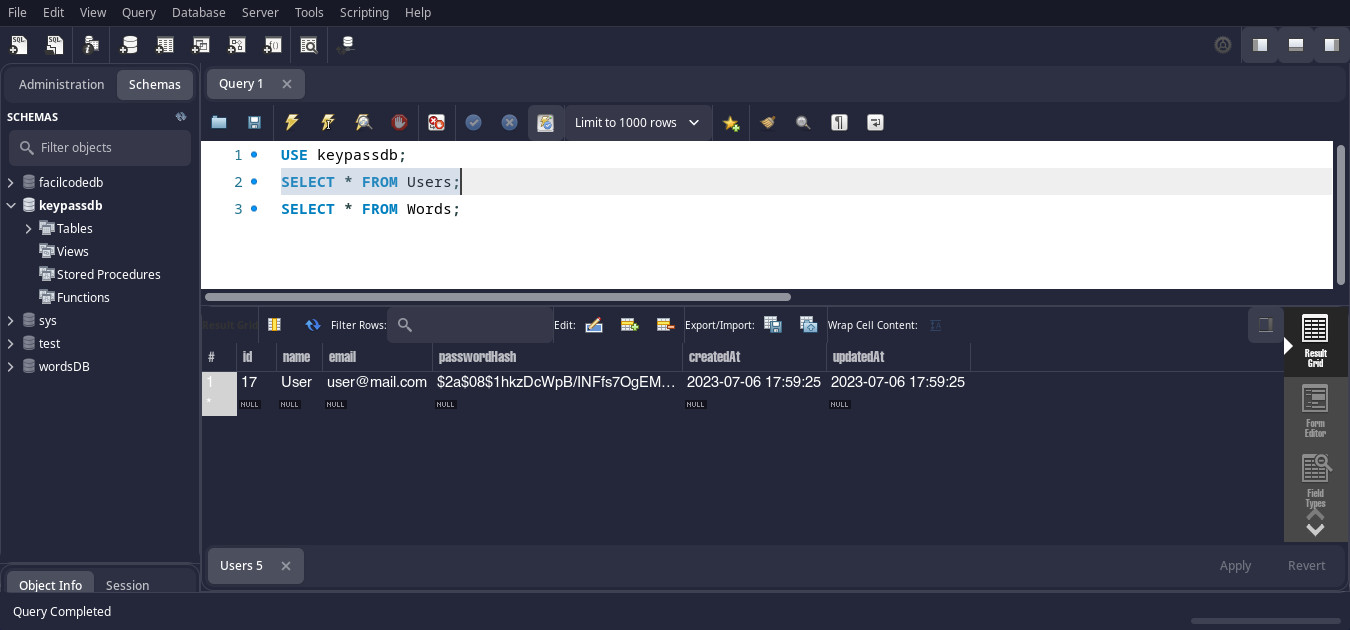 File Edit View Query Database Server Tools Scripting Help
Administration Schemas
Query 1
SCHEMAS
Filter objects
facilcodedb
keypassdb
Tables
Views
Stored Procedures
Functions
sys
test
wordsDB
Object Info Session
Limit to 1000 rows
1 USE keypassdb;
2 SELECT * FROM Users;
3 SELECT * FROM Words;
Result Grid Filter Rows: Edit: Export/Import: Wrap Cell Content:
# id name email passwordHash createdAt updatedAt
1 17 User user@mail.com $2a$08$1hkzDcWpB/INFfs7OgEM... 2023-07-06 17:59:25 2023-07-06 17:59:25
* NULL NULL NULL NULL NULL NULL
Result
Grid
Form
Editor
Field
Types
Users 5
Apply Revert
Query Completed